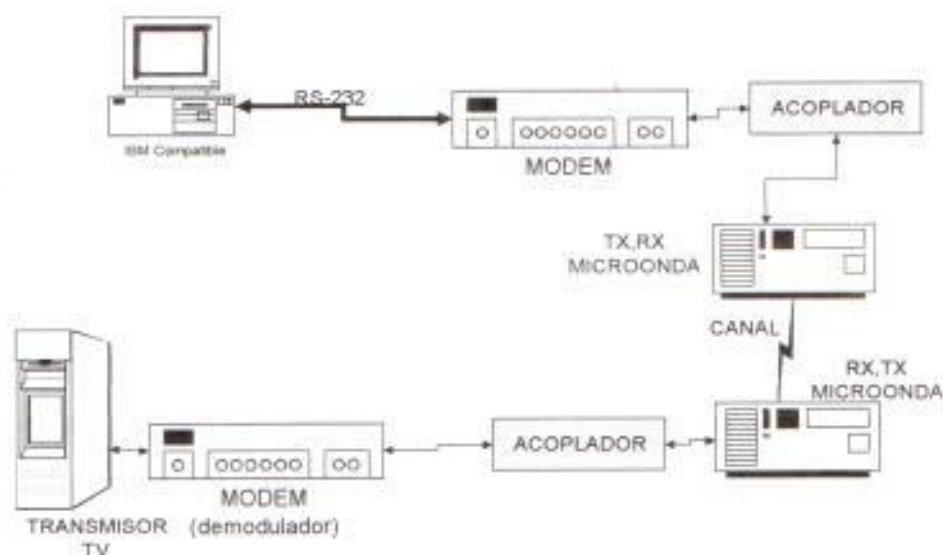 RS-232
IBM Compatible
MODEM
ACOPLADOR
TX,RX
MICROONDA
CANAL
RX,TX
MICROONDA
ACOPLADOR
MODEM
(demodulador)
TRANSMISOR
TV